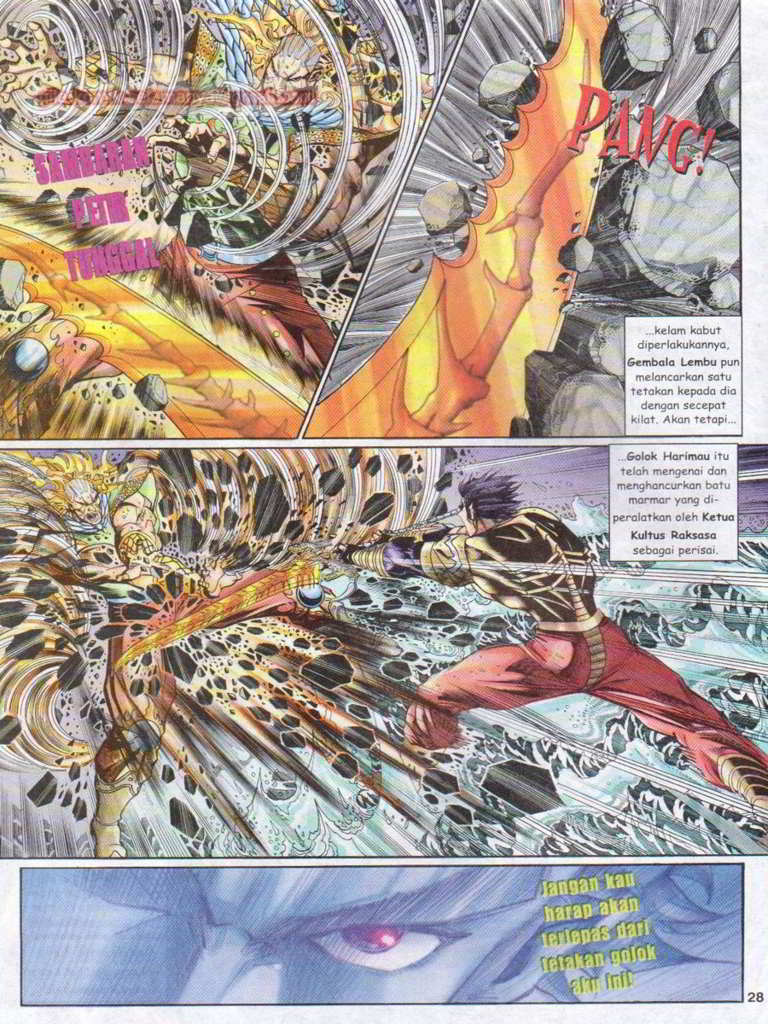 SAMBARAN
PETIR
TUNGGAL
PANG!
...kelam kabut
diperlakukannya,
Gembala Lembu pun
melancarkan satu
tetakan kepada dia
dengan secepat
kilat. Akan tetapi...
...Golok Harimau itu
telah mengenai dan
menghancurkan batu
marmar yang di-
peralatkan oleh Ketua
Kultus Raksasa
sebagai perisai.
Jangan kau
harap akan
terlepas dari
tetakan golok
aku ini!
28